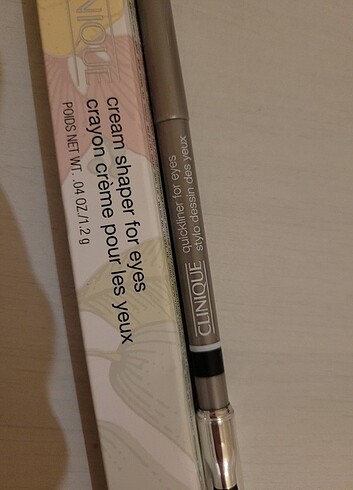 CLINIQUE
cream shaper for eyes
crayon crème pour les yeux
POIDS NET WT. .04 OZ/1.2 g
CLINIQUE
quickliner for eyes
stylo dessin des yeux